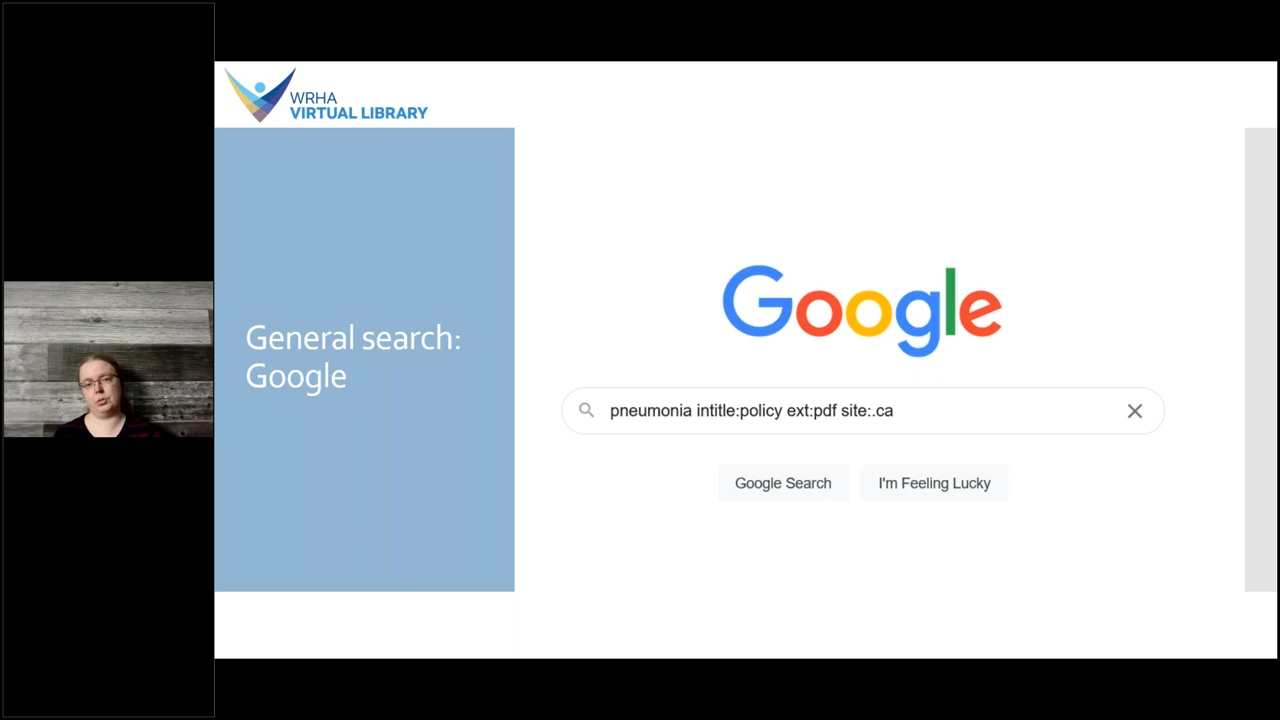 WRHA
VIRTUAL LIBRARY
General search:
Google
Google
pneumonia intitle:policy ext:pdf site:.ca
Google Search
I'm Feeling Lucky